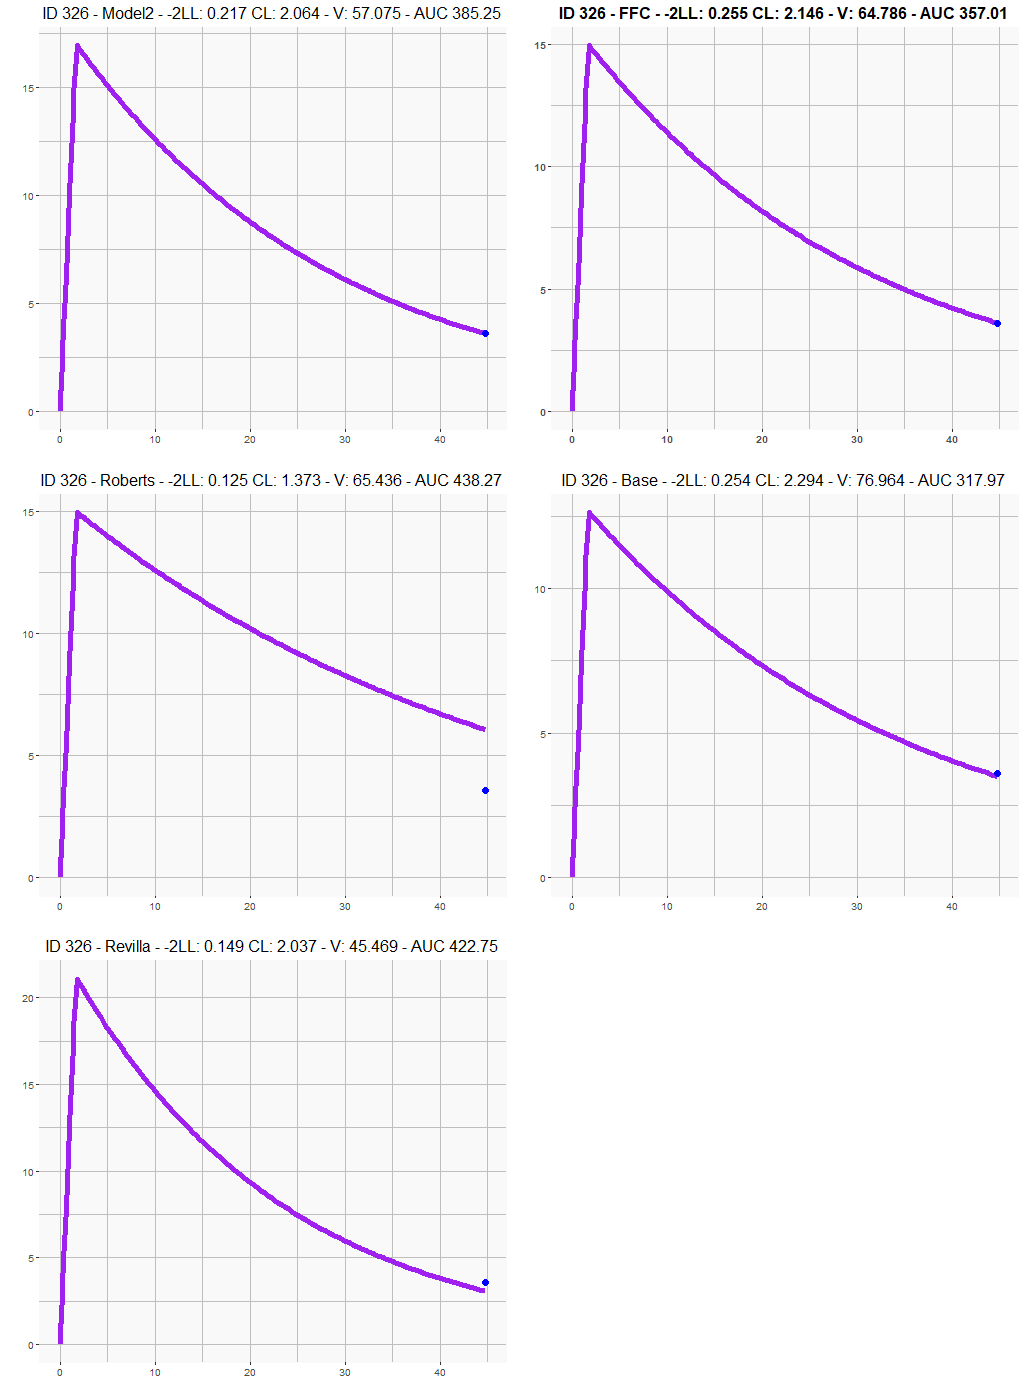 ID 326 - Model2 - -2LL: 0.217 CL: 2.064 - V: 57.075 - AUC 385.25
15
10
5
0
0 10 20 30 40
ID 326 - FFC - -2LL: 0.255 CL: 2.146 - V: 64.786 - AUC 357.01
15
10
5
0
0 10 20 30 40
ID 326 - Roberts - -2LL: 0.125 CL: 1.373 - V: 65.436 - AUC 438.27
15
10
5
0
0 10 20 30 40
ID 326 - Base - -2LL: 0.254 CL: 2.294 - V: 76.964 - AUC 317.97
10
5
0
0 10 20 30 40
ID 326 - Revilla - -2LL: 0.149 CL: 2.037 - V: 45.469 - AUC 422.75
20
15
10
5
0
0 10 20 30 40